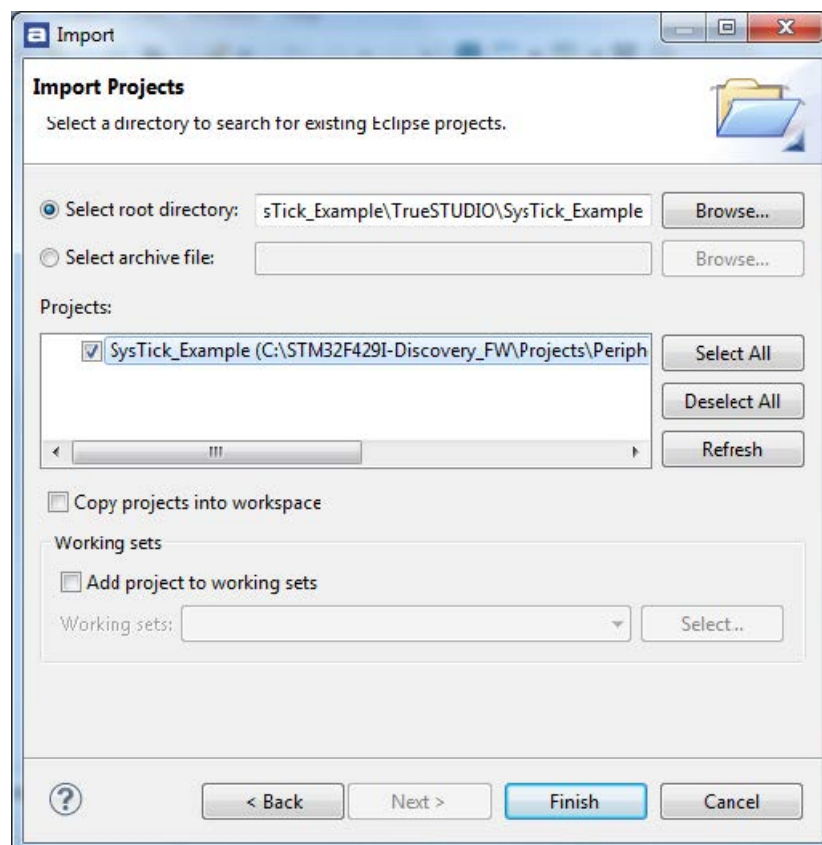 Import
Import Projects
Select a directory to search for existing Eclipse projects.
Select root directory: sTick_Example\TrueSTUDIO\SysTick_Example Browse...
Select archive file: Browse...
Projects:
SysTick_Example (C:\STM32F429I-Discovery_FW\Projects\Periph Select All
Deselect All
Refresh
Copy projects into workspace
Working sets
Add project to working sets
Working sets: Select..
< Back Next > Finish Cancel